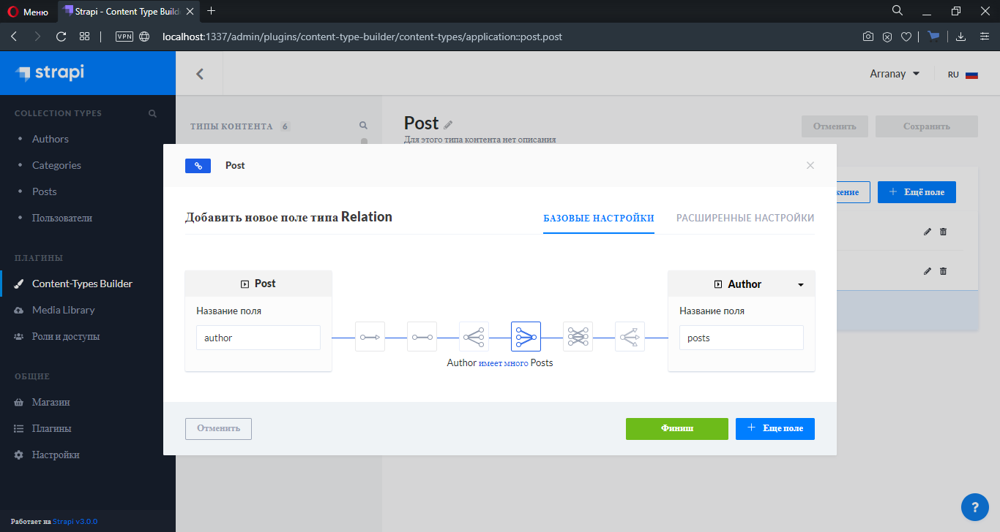 Меню
Strapi - Content Type Build
VPN
localhost:1337/admin/plugins/content-type-builder/content-types/application::post.post
strapi
Arranay
RU
COLLECTION TYPES
Authors
Categories
Posts
Пользователи
ПЛАГИНЫ
Content-Types Builder
Media Library
Роли и доступы
ОБЩИЕ
Магазин
Плагины
Настройки
Работает на Strapi v3.0.0
ТИПЫ КОНТЕНТА 6
Post
Для этого типа контента нет описания
Отменить
Сохранить
жение
Ещё поле
Post
Добавить новое поле типа Relation
БАЗОВЫЕ НАСТРОЙКИ
РАСШИРЕННЫЕ НАСТРОЙКИ
Post
Название поля
author
Author имеет много Posts
Author
Название поля
posts
Отменить
Финиш
Еще поле
?